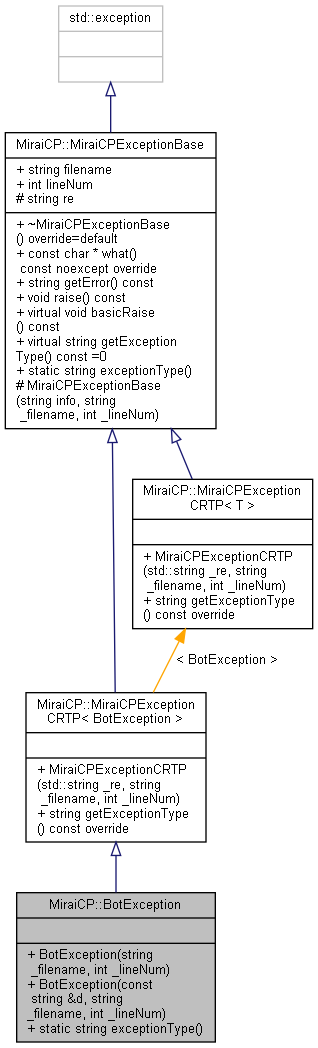 std::exception
MiraiCP::MiraiCPExceptionBase
+ string filename
+ int lineNum
# string re
+ ~MiraiCPExceptionBase
() override=default
+ const char * what()
const noexcept override
+ string getError() const
+ void raise() const
+ virtual void basicRaise
() const
+ virtual string getException
Type() const =0
+ static string exceptionType()
# MiraiCPExceptionBase
(string info, string
_filename, int _lineNum)
MiraiCP::MiraiCPException
CRTP< T >
+ MiraiCPExceptionCRTP
(std::string _re, string
_filename, int _lineNum)
+ string getExceptionType
() const override
< BotException >
MiraiCP::MiraiCPException
CRTP< BotException >
+ MiraiCPExceptionCRTP
(std::string _re, string
_filename, int _lineNum)
+ string getExceptionType
() const override
MiraiCP::BotException
+ BotException(string
_filename, int _lineNum)
+ BotException(const
string &d, string
_filename, int _lineNum)
+ static string exceptionType()